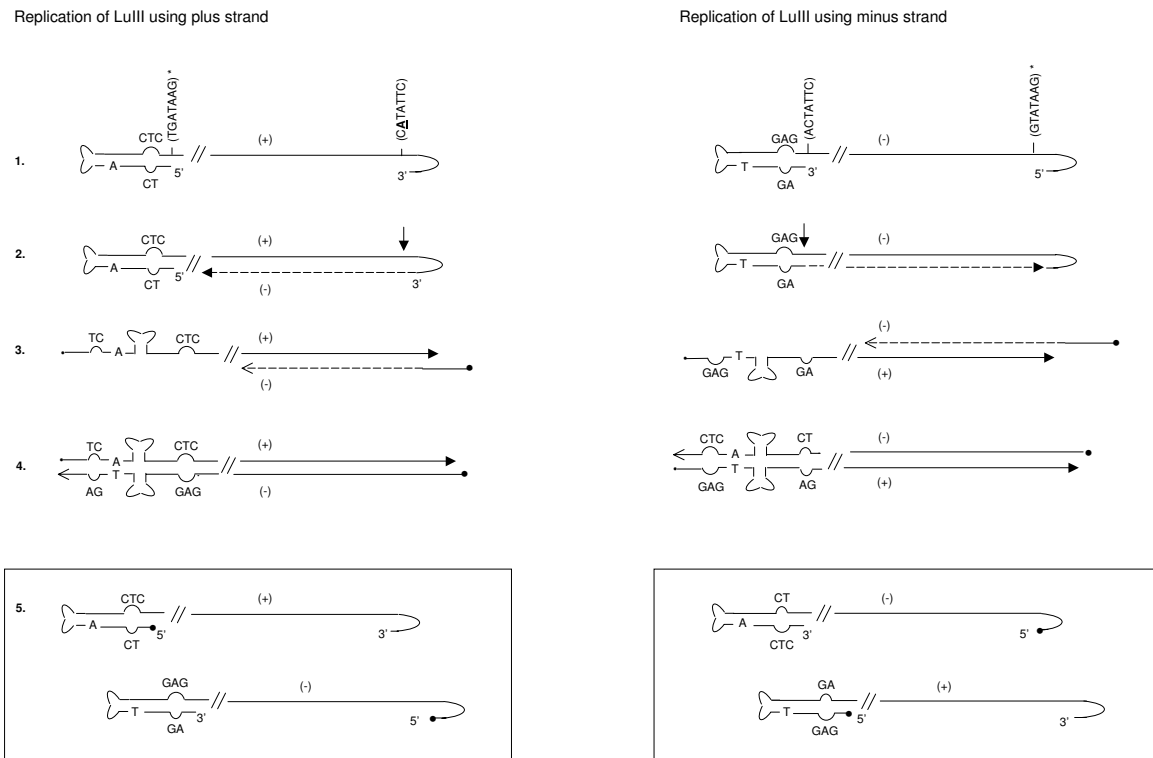 Replication of LuIII using plus strand
Replication of LuIII using minus strand
(TGATAAG) *
(CATATTC)
(ACTATTC)
(GTATAAG) *
1.
CTC
(+)
A
5'
CT
3'
GAG
(-)
T
3'
GA
5'
2.
CTC
(+)
A
5'
CT
(-)
3'
GAG
(-)
T
GA
3.
TC
A
CTC
(+)
(-)
(-)
T
GAG
GA
(+)
4.
TC
A
CTC
(+)
T
AG
GAG
(-)
CTC
A
CT
(-)
T
GAG
AG
(+)
5.
CTC
(+)
A
5'
CT
3'
GAG
(-)
T
3'
GA
5'
CT
(-)
A
3'
CTC
5'
GA
(+)
T
5'
GAG
3'